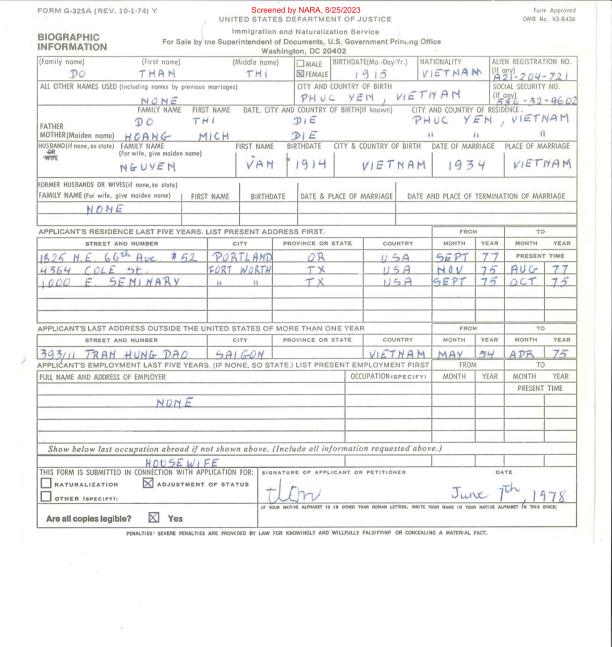 FORM G-325A (REV. 10-1-74) Y
Screened by NARA, 8/25/2023
Form Approved
OMB No. 43-R436
UNITED STATES DEPARTMENT OF JUSTICE
Immigration and Naturalization Service
BIOGRAPHIC INFORMATION
For Sale by the Superintendent of Documents, U.S. Government Printing Office
Washington, DC 20402
(Family name) (First name) (Middle name) MALE FEMALE BIRTHDATE(Mo.-Day-Yr.) NATIONALITY ALIEN REGISTRATION NO. (If any)
DO THAN THI ☒ FEMALE 1915 VIETNAM A21-204-721
ALL OTHER NAMES USED (Including names by previous marriages) CITY AND COUNTRY OF BIRTH SOCIAL SECURITY NO. (If any)
NONE PHUC YEN, VIETNAM 586-32-9602
FAMILY NAME FIRST NAME DATE, CITY AND COUNTRY OF BIRTH(If known) CITY AND COUNTRY OF RESIDENCE.
FATHER DO THI DIE PHUC YEN, VIETNAM
MOTHER(Maiden name) HOANG MICH DIE " "
HUSBAND(If none, so state) OR WIFE FAMILY NAME (For wife, give maiden name) FIRST NAME BIRTHDATE CITY & COUNTRY OF BIRTH DATE OF MARRIAGE PLACE OF MARRIAGE
NGUYEN VAN 1914 VIETNAM 1934 VIETNAM
FORMER HUSBANDS OR WIVES(if none,so state)
FAMILY NAME (For wife, give maiden name) FIRST NAME BIRTHDATE DATE & PLACE OF MARRIAGE DATE AND PLACE OF TERMINATION OF MARRIAGE
NONE
APPLICANT'S RESIDENCE LAST FIVE YEARS. LIST PRESENT ADDRESS FIRST. FROM TO
STREET AND NUMBER CITY PROVINCE OR STATE COUNTRY MONTH YEAR MONTH YEAR
1825 N.E. 66th Ave. #52 PORTLAND OR USA SEPT 77 PRESENT TIME
4364 COLE St. FORT WORTH TX USA NOV 75 AUG 77
1000 E. SEMINARY " " TX USA SEPT 75 OCT 75
APPLICANT'S LAST ADDRESS OUTSIDE THE UNITED STATES OF MORE THAN ONE YEAR FROM TO
STREET AND NUMBER CITY PROVINCE OR STATE COUNTRY MONTH YEAR MONTH YEAR
393/11 TRAN HUNG DAO SAIGON VIETNAM MAY 54 APR 75
APPLICANT'S EMPLOYMENT LAST FIVE YEARS. (IF NONE, SO STATE.) LIST PRESENT EMPLOYMENT FIRST FROM TO
FULL NAME AND ADDRESS OF EMPLOYER OCCUPATION(SPECIFY) MONTH YEAR MONTH YEAR
PRESENT TIME
NONE
Show below last occupation abroad if not shown above. (Include all information requested above.)
HOUSEWIFE
THIS FORM IS SUBMITTED IN CONNECTION WITH APPLICATION FOR: SIGNATURE OF APPLICANT OR PETITIONER DATE
NATURALIZATION ☒ ADJUSTMENT OF STATUS
OTHER (SPECIFY): June 7th, 1978
(IF YOUR NATIVE ALPHABET IS IN OTHER THAN ROMAN LETTERS, WRITE YOUR NAME IN YOUR NATIVE ALPHABET IN THIS SPACE)
Are all copies legible? ☒ Yes
PENALTIES: SEVERE PENALTIES ARE PROVIDED BY LAW FOR KNOWINGLY AND WILLFULLY FALSIFYING OR CONCEALING A MATERIAL FACT.